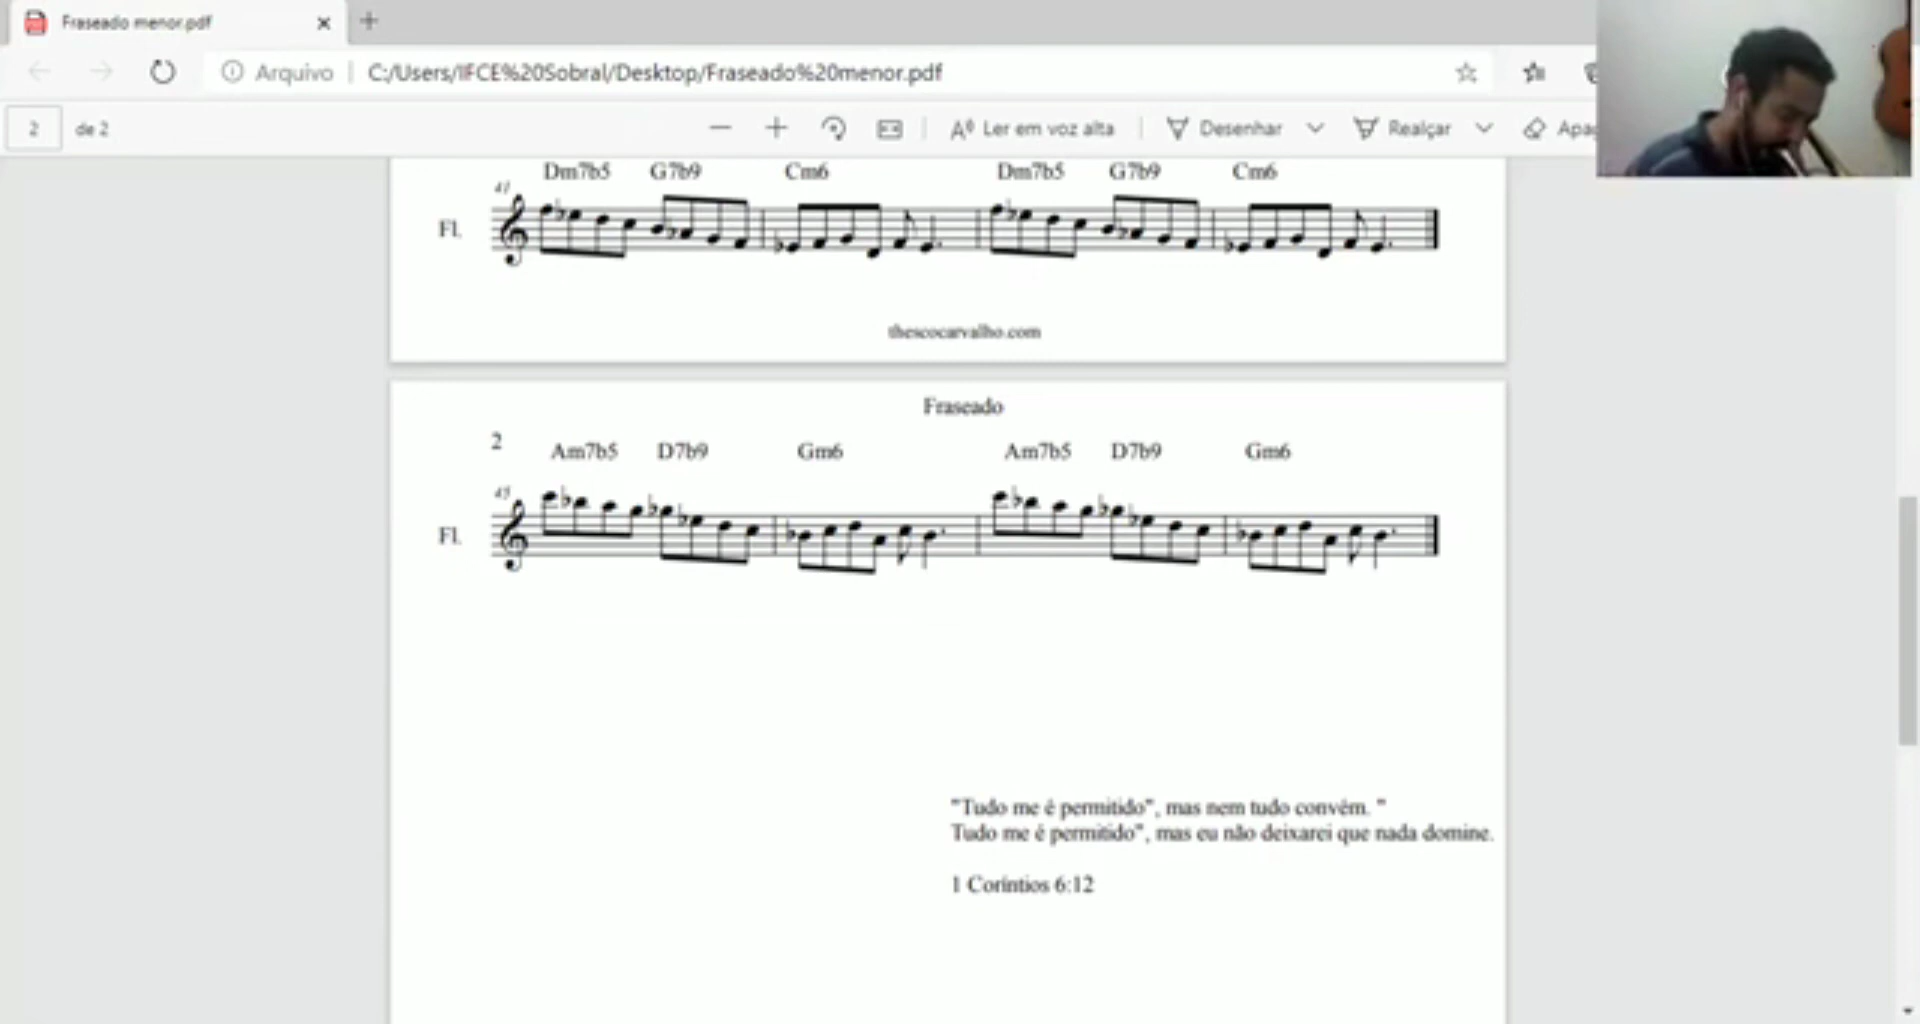 Fraseado menor.pdf
Arquivo | C:/Users/IFCE%20Sobral/Desktop/Fraseado%20menor.pdf
2 de 2 Ler em voz alta Desenhar Realçar
Dm7b5 G7b9 Cm6 Dm7b5 G7b9 Cm6
41
Fl.
thescocarvalho.com
Fraseado
2
Am7b5 D7b9 Gm6 Am7b5 D7b9 Gm6
45
Fl.
"Tudo me é permitido", mas nem tudo convém. "
Tudo me é permitido", mas eu não deixarei que nada domine.
1 Coríntios 6:12